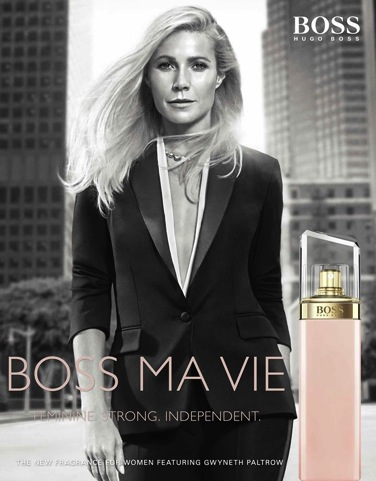 BOSS
HUGO BOSS
BOSS
BOSS MA VIE
FEMININE. STRONG. INDEPENDENT.
THE NEW FRAGRANCE FOR WOMEN FEATURING GWYNETH PALTROW